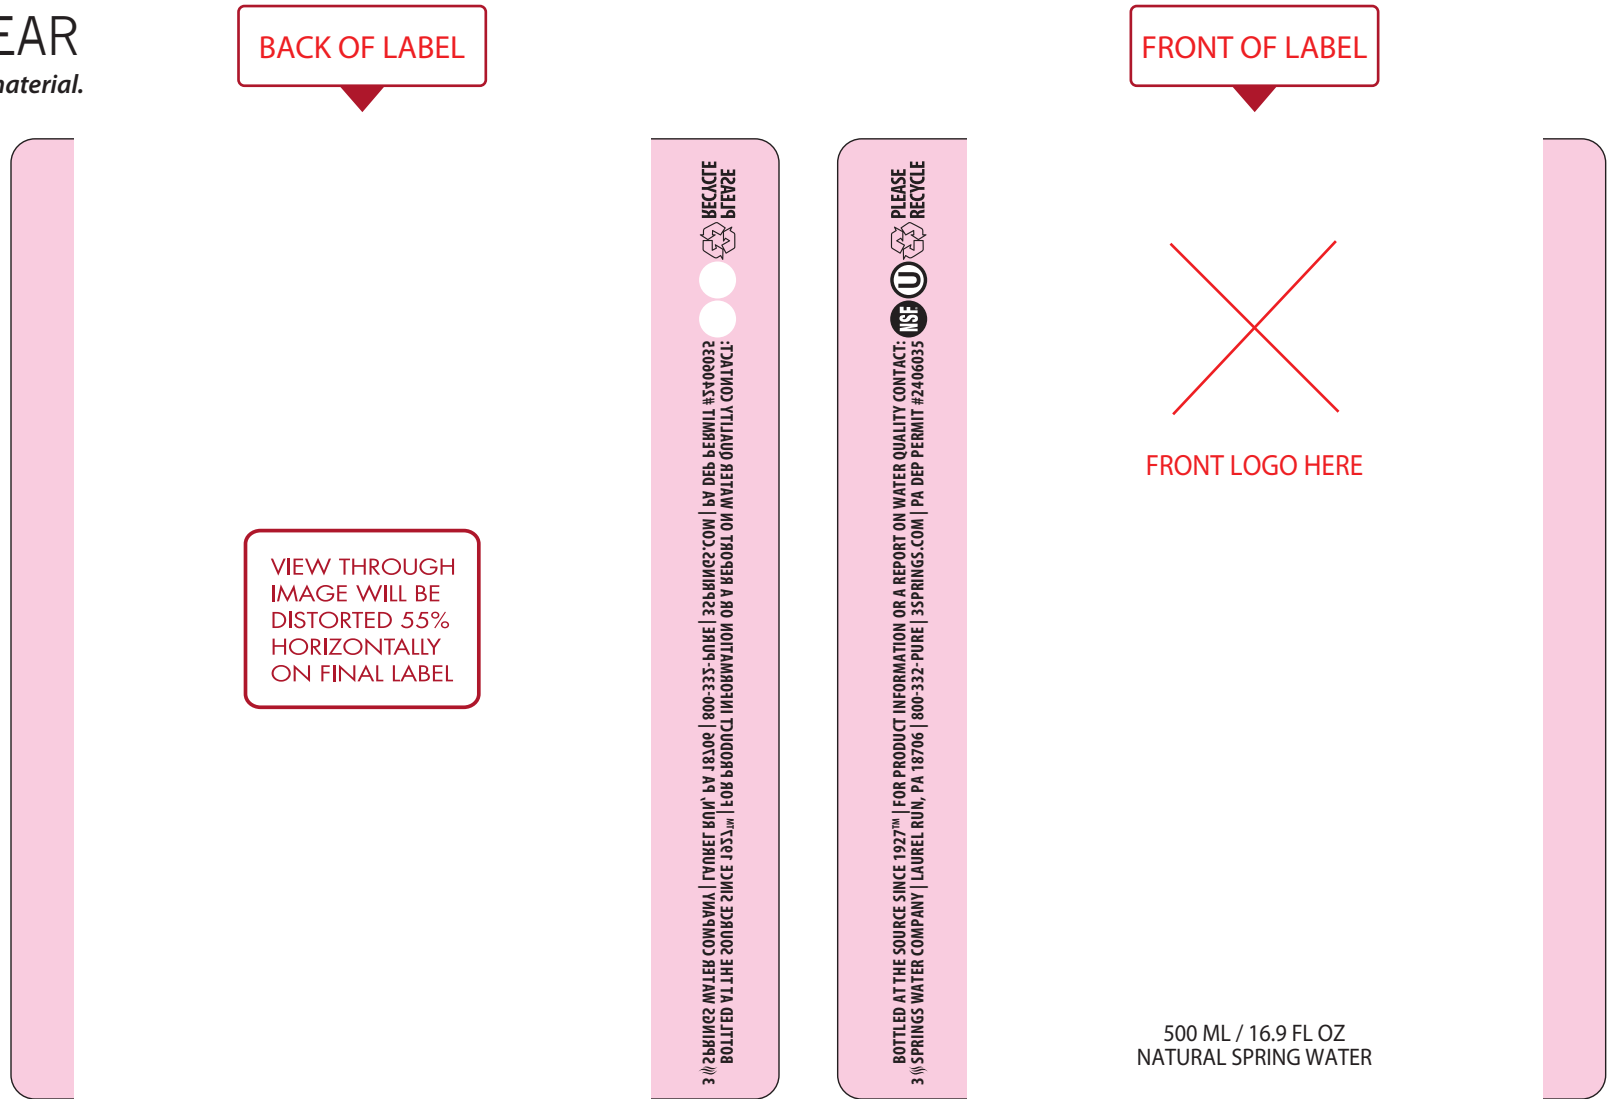 EAR
material.
BACK OF LABEL
FRONT OF LABEL
VIEW THROUGH
IMAGE WILL BE
DISTORTED 55%
HORIZONTALLY
ON FINAL LABEL
PLEASE
RECYCLE
BOTTLED AT THE SOURCE SINCE 1927™ | FOR PRODUCT INFORMATION OR A REPORT ON WATER QUALITY CONTACT:
3 SPRINGS WATER COMPANY | LAUREL RUN, PA 18706 | 800-332-PURE | 3SPRINGS.COM | PA DEP PERMIT #2406035
BOTTLED AT THE SOURCE SINCE 1927™ | FOR PRODUCT INFORMATION OR A REPORT ON WATER QUALITY CONTACT:
3 SPRINGS WATER COMPANY | LAUREL RUN, PA 18706 | 800-332-PURE | 3SPRINGS.COM | PA DEP PERMIT #2406035
NSF
U
PLEASE
RECYCLE
FRONT LOGO HERE
500 ML / 16.9 FL OZ
NATURAL SPRING WATER